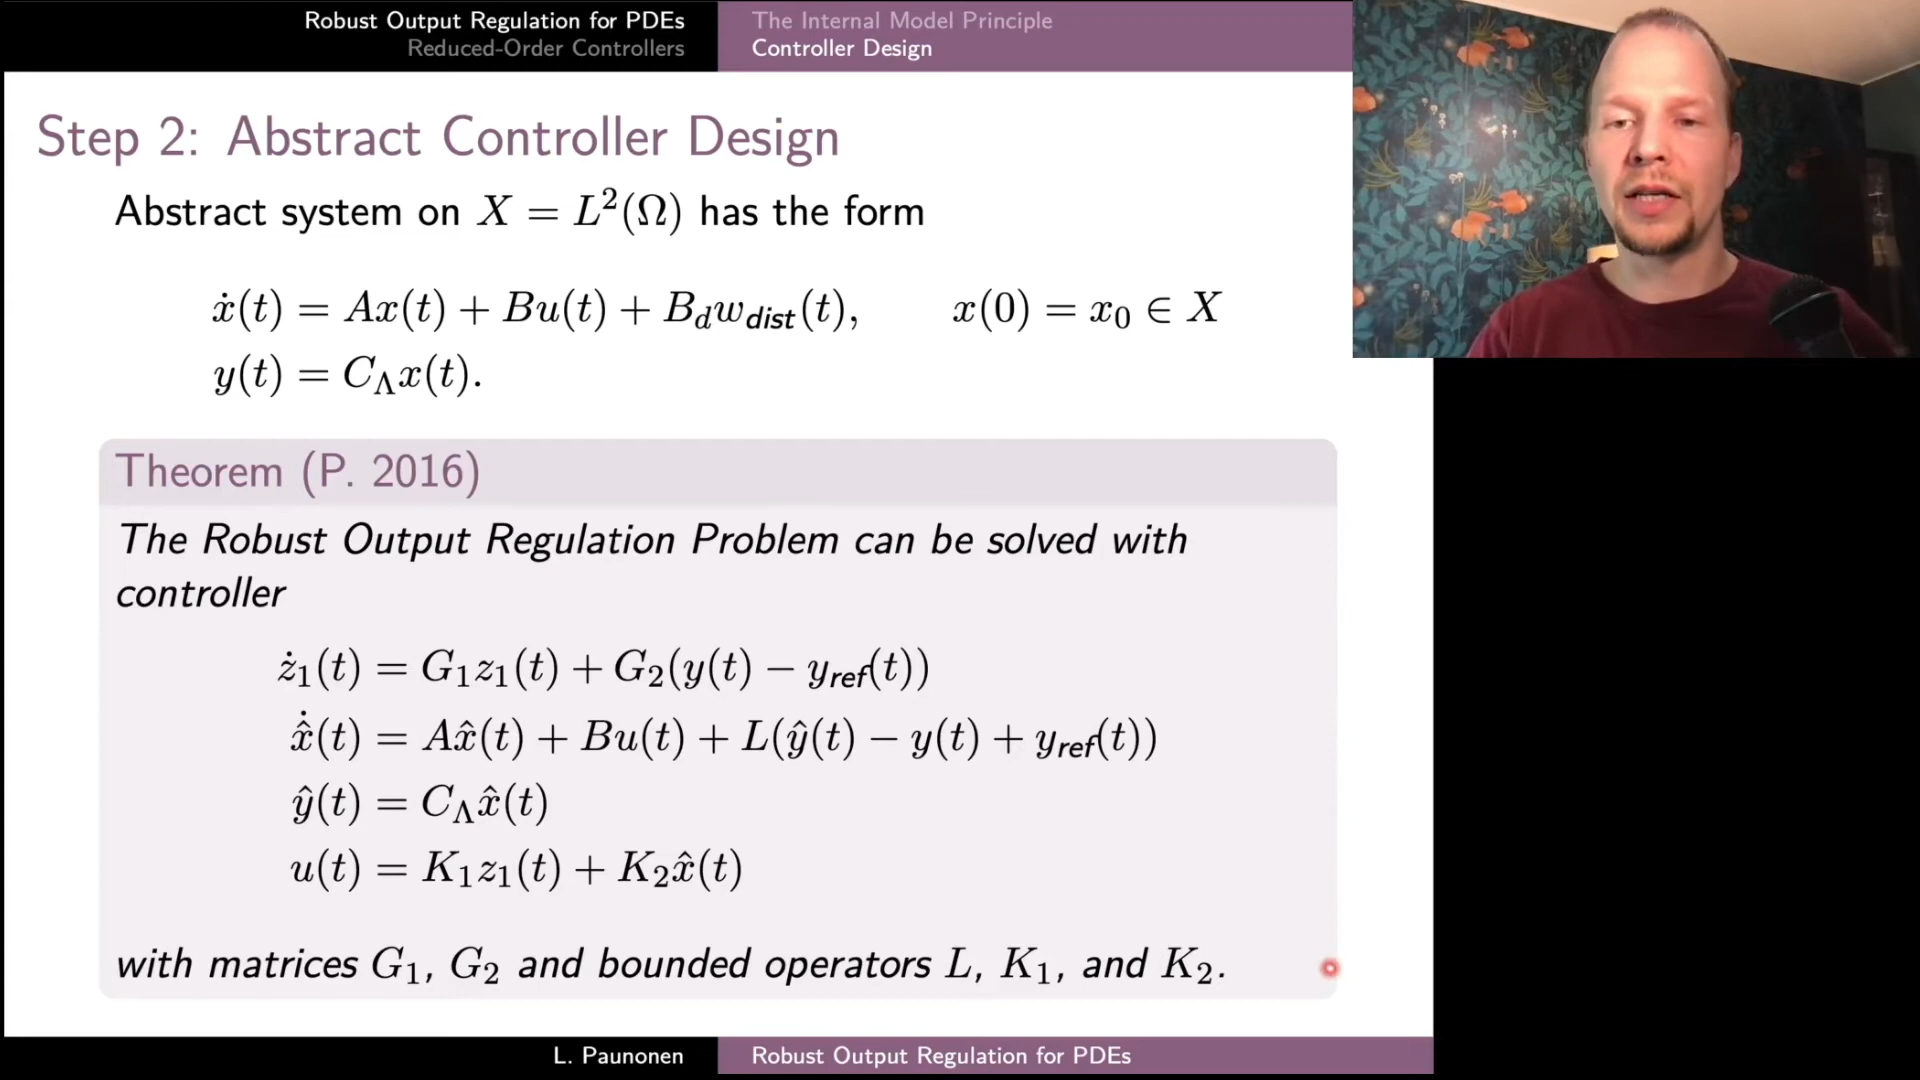 Robust Output Regulation for PDEs
Reduced-Order Controllers
The Internal Model Principle
Controller Design
Step 2: Abstract Controller Design
Abstract system on X = L²(Ω) has the form
ẋ(t) = Ax(t) + Bu(t) + B_d w_dist(t), x(0) = x₀ ∈ X
y(t) = C_Λ x(t).
Theorem (P. 2016)
The Robust Output Regulation Problem can be solved with
controller
ż₁(t) = G₁z₁(t) + G₂(y(t) − y_ref(t))
x̂̇(t) = Ax̂(t) + Bu(t) + L(ŷ(t) − y(t) + y_ref(t))
ŷ(t) = C_Λ x̂(t)
u(t) = K₁z₁(t) + K₂x̂(t)
with matrices G₁, G₂ and bounded operators L, K₁, and K₂.
L. Paunonen
Robust Output Regulation for PDEs